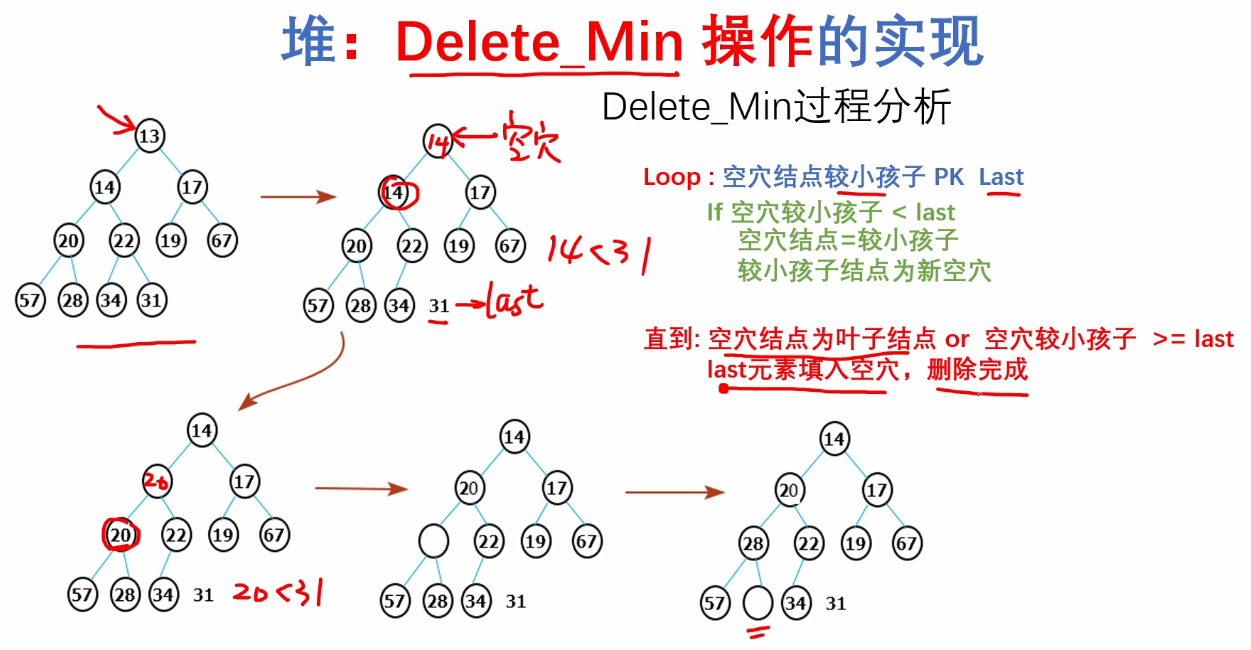 堆：Delete_Min 操作的实现
Delete_Min过程分析
13
14 17
20 22 19 67
57 28 34 31
14 空穴
14 17
20 22 19 67
57 28 34 31 last
14<31
Loop : 空穴结点较小孩子 PK Last
If 空穴较小孩子 < last
空穴结点=较小孩子
较小孩子结点为新空穴
直到: 空穴结点为叶子结点 or 空穴较小孩子 >= last
last元素填入空穴，删除完成
14
20 17
20 22 19 67
57 28 34 31
20<31
14
20 17
22 19 67
57 28 34 31
14
20 17
28 22 19 67
57 34 31